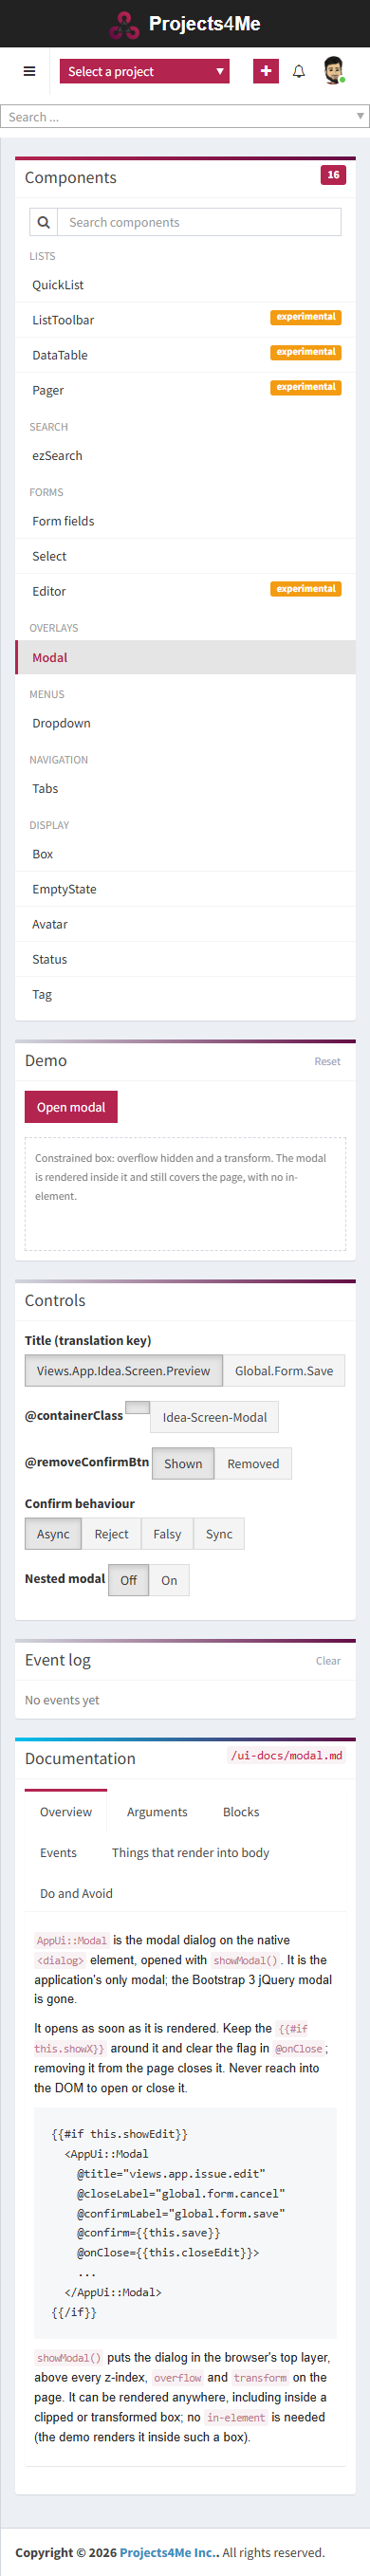 Projects4Me
Select a project
Search ...
Components
16
Search components
LISTS
QuickList
ListToolbar
experimental
DataTable
experimental
Pager
experimental
SEARCH
ezSearch
FORMS
Form fields
Select
Editor
experimental
OVERLAYS
Modal
MENUS
Dropdown
NAVIGATION
Tabs
DISPLAY
Box
EmptyState
Avatar
Status
Tag
Demo
Reset
Open modal
Constrained box: overflow hidden and a transform. The modal
is rendered inside it and still covers the page, with no in-
element.
Controls
Title (translation key)
Views.App.Idea.Screen.Preview
Global.Form.Save
@containerClass
Idea-Screen-Modal
@removeConfirmBtn
Shown
Removed
Confirm behaviour
Async
Reject
Falsy
Sync
Nested modal
Off
On
Event log
Clear
No events yet
Documentation
/ui-docs/modal.md
Overview
Arguments
Blocks
Events
Things that render into body
Do and Avoid
AppUi::Modal is the modal dialog on the native
<dialog> element, opened with showModal() . It is the
application's only modal; the Bootstrap 3 jQuery modal
is gone.
It opens as soon as it is rendered. Keep the {{#if
this.showX}} around it and clear the flag in @onClose ;
removing it from the page closes it. Never reach into
the DOM to open or close it.
{{#if this.showEdit}}
<AppUi::Modal
@title="views.app.issue.edit"
@closeLabel="global.form.cancel"
@confirmLabel="global.form.save"
@confirm={{this.save}}
@onClose={{this.closeEdit}}>
...
</AppUi::Modal>
{{/if}}
showModal() puts the dialog in the browser's top layer,
above every z-index, overflow and transform on the
page. It can be rendered anywhere, including inside a
clipped or transformed box; no in-element is needed
(the demo renders it inside such a box).
Copyright © 2026 Projects4Me Inc.. All rights reserved.